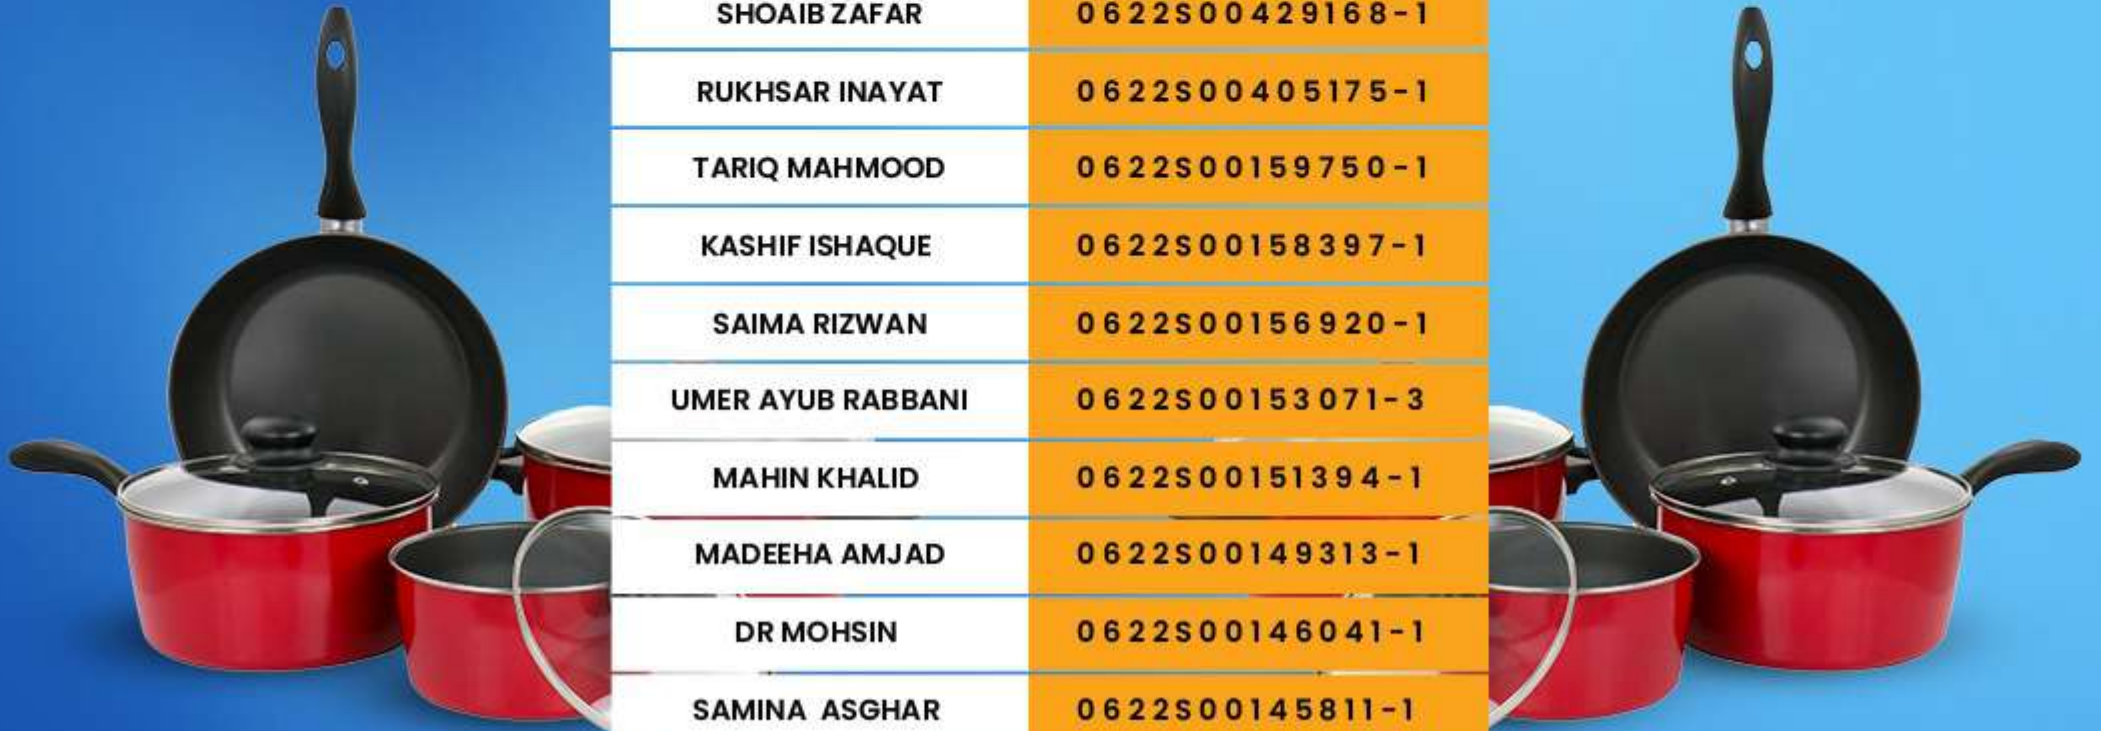 SHOAIB ZAFAR 0622S00429168-1
RUKHSAR INAYAT 0622S00405175-1
TARIQ MAHMOOD 0622S00159750-1
KASHIF ISHAQUE 0622S00158397-1
SAIMA RIZWAN 0622S00156920-1
UMER AYUB RABBANI 0622S00153071-3
MAHIN KHALID 0622S00151394-1
MADEEHA AMJAD 0622S00149313-1
DR MOHSIN 0622S00146041-1
SAMINA ASGHAR 0622S00145811-1